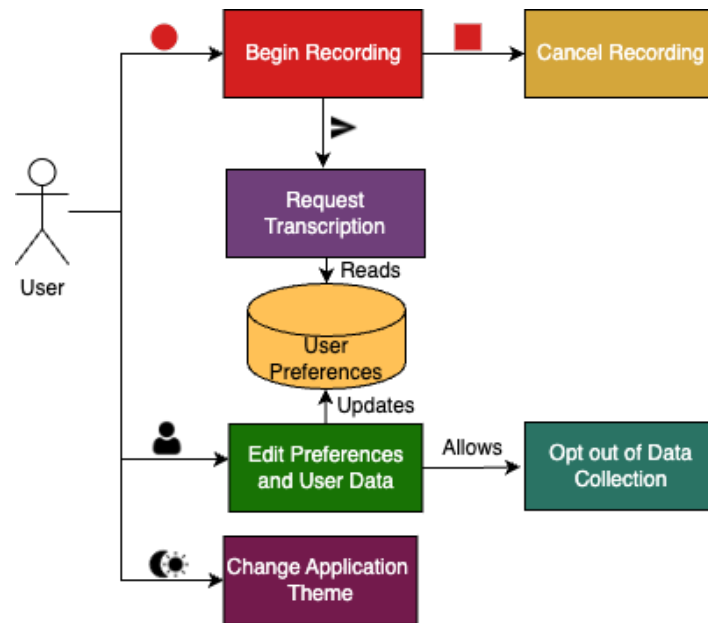 Begin Recording
Cancel Recording
Request
Transcription
User
Reads
User
Preferences
Updates
Edit Preferences
and User Data
Allows
Opt out of Data
Collection
Change Application
Theme